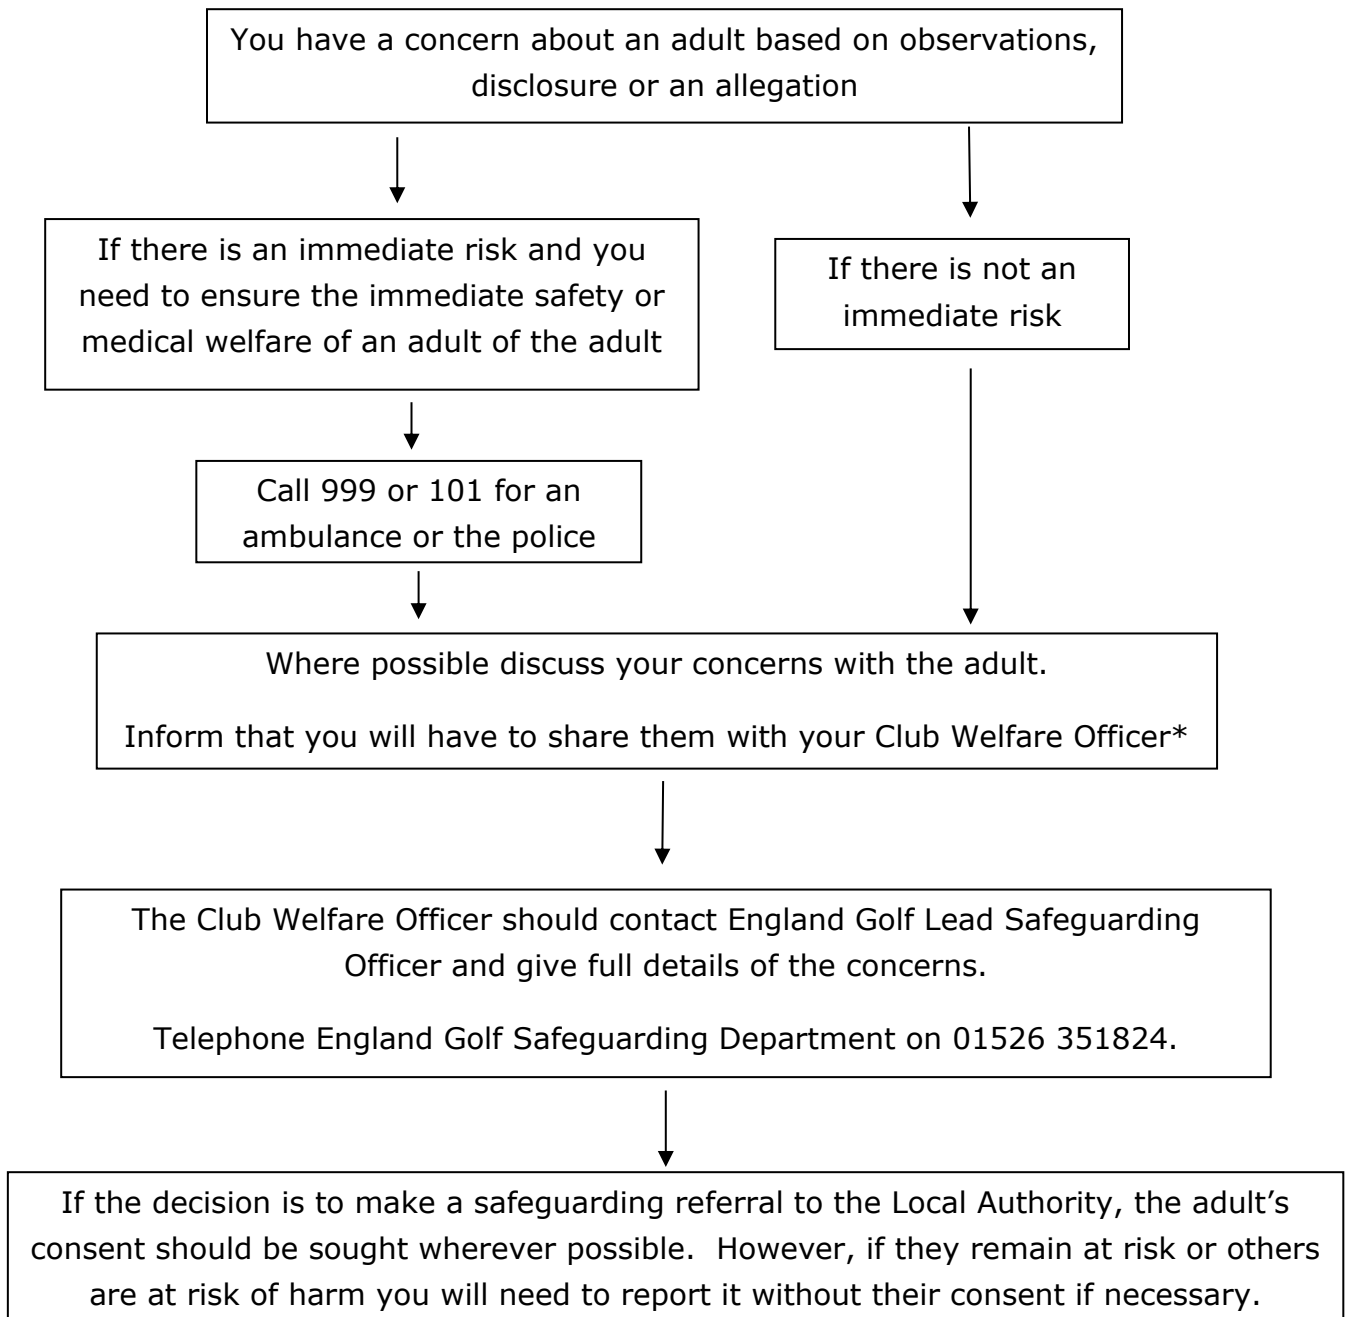 You have a concern about an adult based on observations,
disclosure or an allegation
If there is an immediate risk and you
need to ensure the immediate safety or
medical welfare of an adult of the adult
If there is not an
immediate risk
Call 999 or 101 for an
ambulance or the police
Where possible discuss your concerns with the adult.
Inform that you will have to share them with your Club Welfare Officer*
The Club Welfare Officer should contact England Golf Lead Safeguarding
Officer and give full details of the concerns.
Telephone England Golf Safeguarding Department on 01526 351824.
If the decision is to make a safeguarding referral to the Local Authority, the adult’s
consent should be sought wherever possible.  However, if they remain at risk or others
are at risk of harm you will need to report it without their consent if necessary.